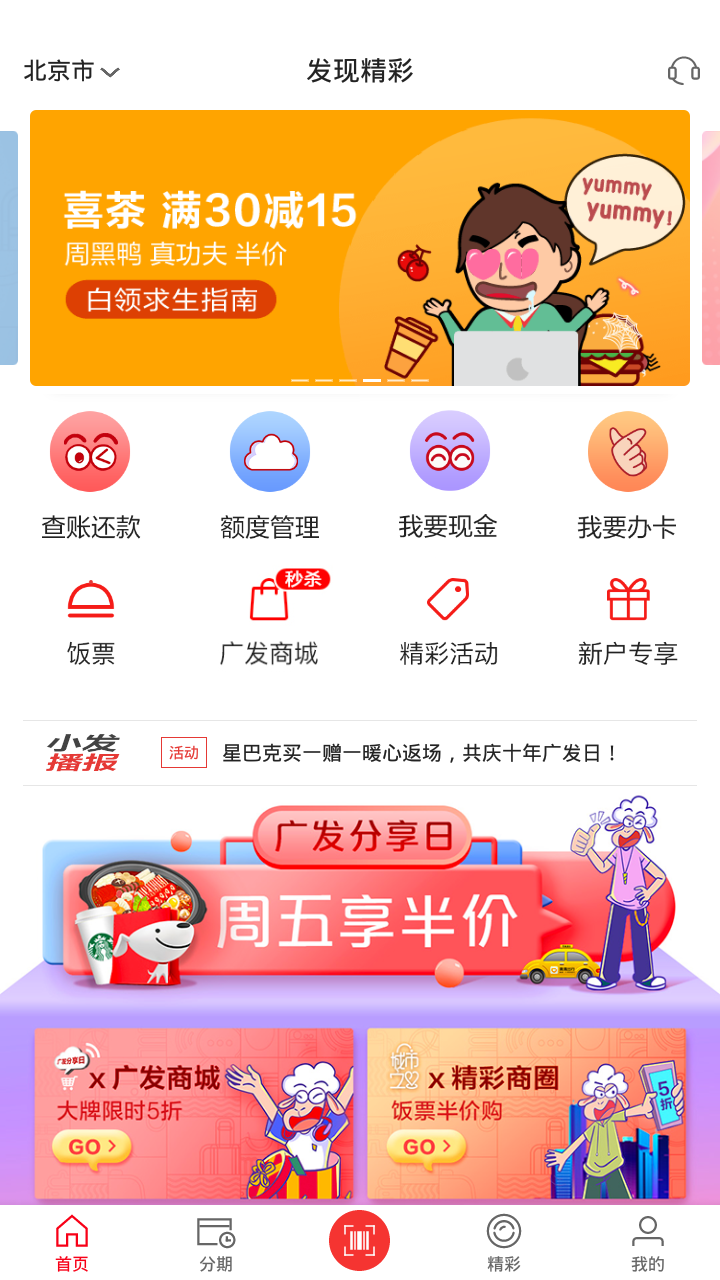 北京市
发现精彩
喜茶 满30减15
周黑鸭 真功夫 半价
白领求生指南
yummy
yummy!
查账还款
额度管理
我要现金
我要办卡
饭票
秒杀
广发商城
精彩活动
新户专享
小发
播报
活动
星巴克买一赠一暖心返场，共庆十年广发日！
广发分享日
周五享半价
广发分享日
x 广发商城
大牌限时5折
GO >
城市
x 精彩商圈
饭票半价购
GO >
5折
首页
分期
精彩
我的